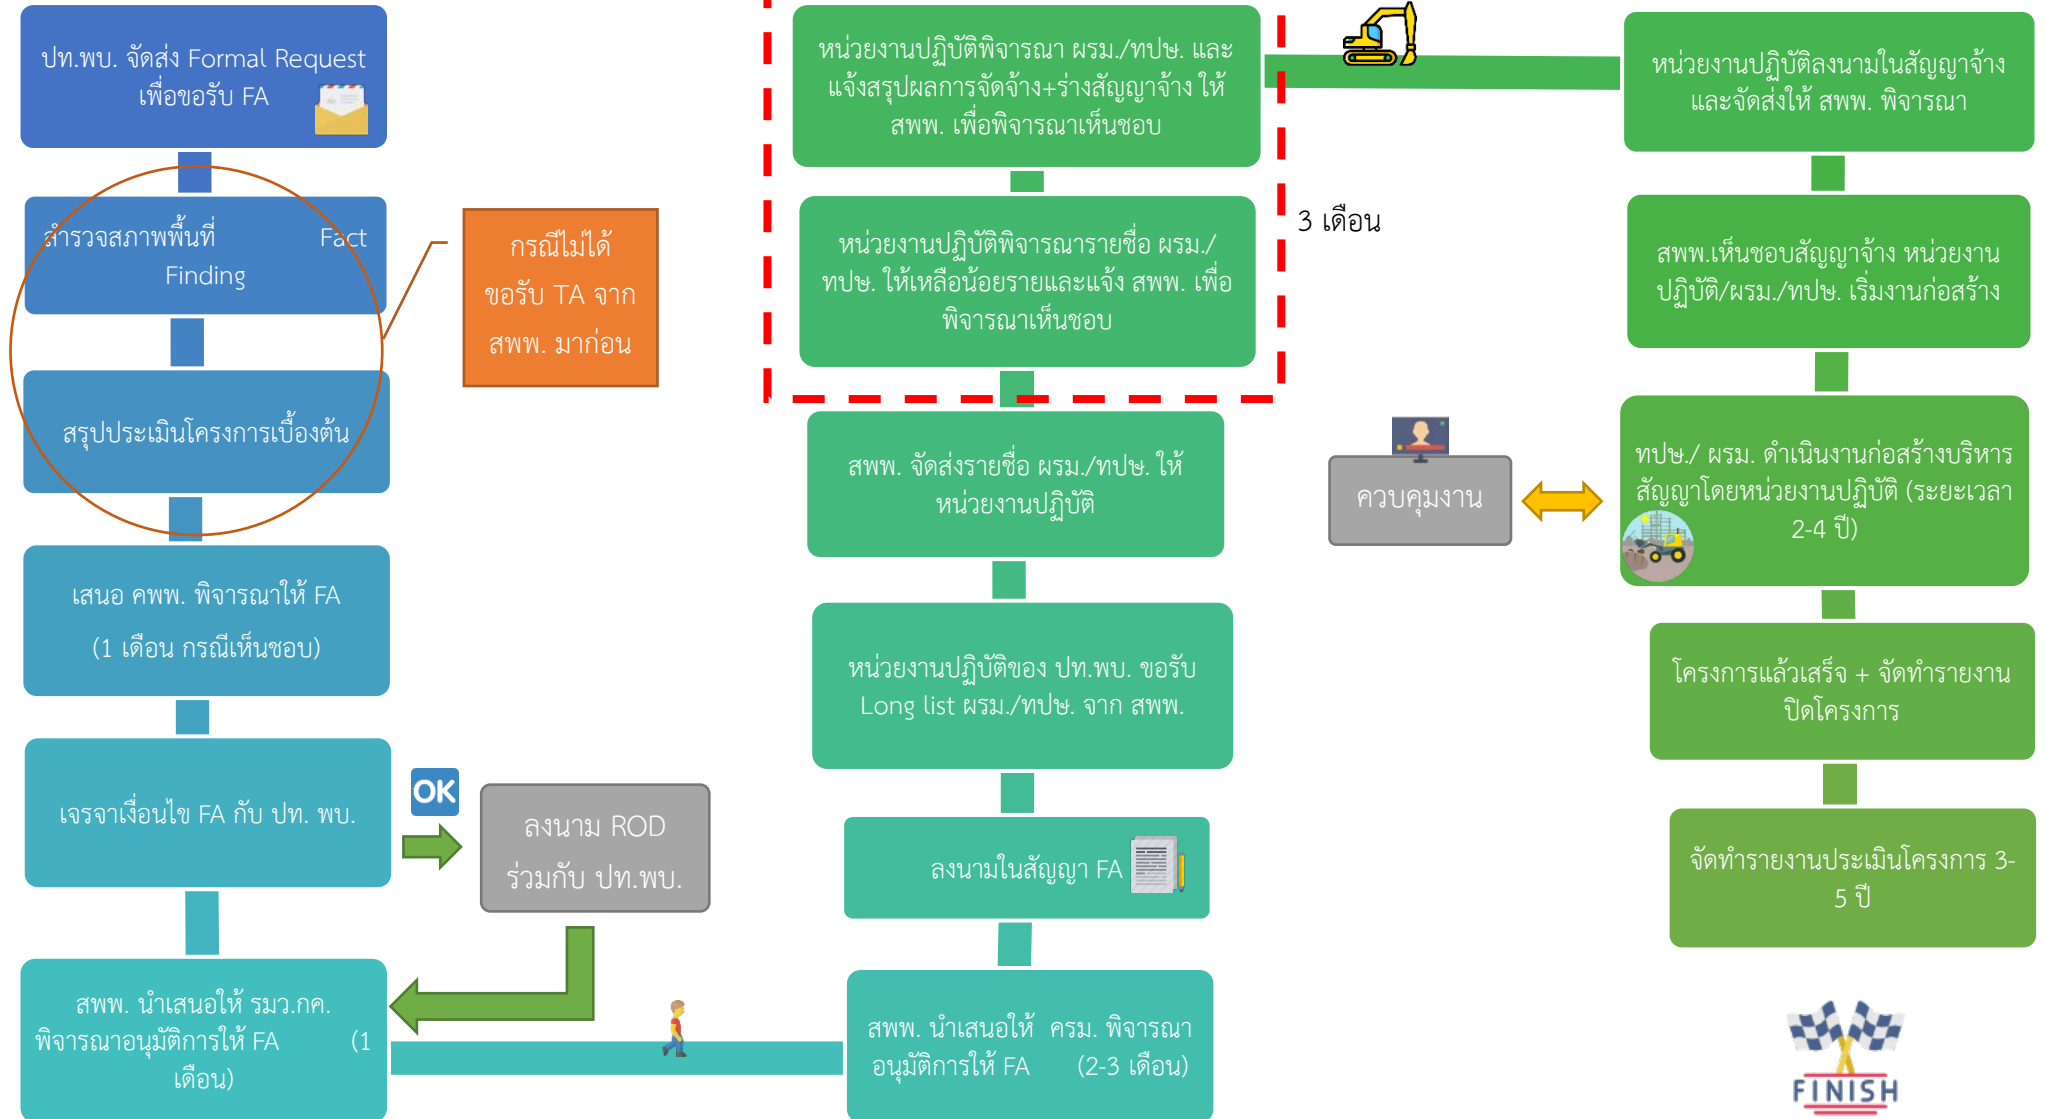 ปท.พบ. จัดส่ง Formal Request
เพื่อขอรับ FA
สำรวจสภาพพื้นที่ Fact
Finding
สรุปประเมินโครงการเบื้องต้น
กรณีไม่ได้
ขอรับ TA จาก
สพพ. มาก่อน
เสนอ คพพ. พิจารณาให้ FA
(1 เดือน กรณีเห็นชอบ)
เจรจาเงื่อนไข FA กับ ปท. พบ.
OK
ลงนาม ROD
ร่วมกับ ปท.พบ.
สพพ. นำเสนอให้ รมว.กค.
พิจารณาอนุมัติการให้ FA (1
เดือน)
สพพ. นำเสนอให้ ครม. พิจารณา
อนุมัติการให้ FA (2-3 เดือน)
ลงนามในสัญญา FA
หน่วยงานปฏิบัติของ ปท.พบ. ขอรับ
Long list ผรม./ทปษ. จาก สพพ.
สพพ. จัดส่งรายชื่อ ผรม./ทปษ. ให้
หน่วยงานปฏิบัติ
หน่วยงานปฏิบัติพิจารณารายชื่อ ผรม./
ทปษ. ให้เหลือน้อยรายและแจ้ง สพพ. เพื่อ
พิจารณาเห็นชอบ
หน่วยงานปฏิบัติพิจารณา ผรม./ทปษ. และ
แจ้งสรุปผลการจัดจ้าง+ร่างสัญญาจ้าง ให้
สพพ. เพื่อพิจารณาเห็นชอบ
3 เดือน
หน่วยงานปฏิบัติลงนามในสัญญาจ้าง
และจัดส่งให้ สพพ. พิจารณา
สพพ.เห็นชอบสัญญาจ้าง หน่วยงาน
ปฏิบัติ/ผรม./ทปษ. เริ่มงานก่อสร้าง
ทปษ./ ผรม. ดำเนินงานก่อสร้างบริหาร
สัญญาโดยหน่วยงานปฏิบัติ (ระยะเวลา
2-4 ปี)
ควบคุมงาน
โครงการแล้วเสร็จ + จัดทำรายงาน
ปิดโครงการ
จัดทำรายงานประเมินโครงการ 3-
5 ปี
FINISH